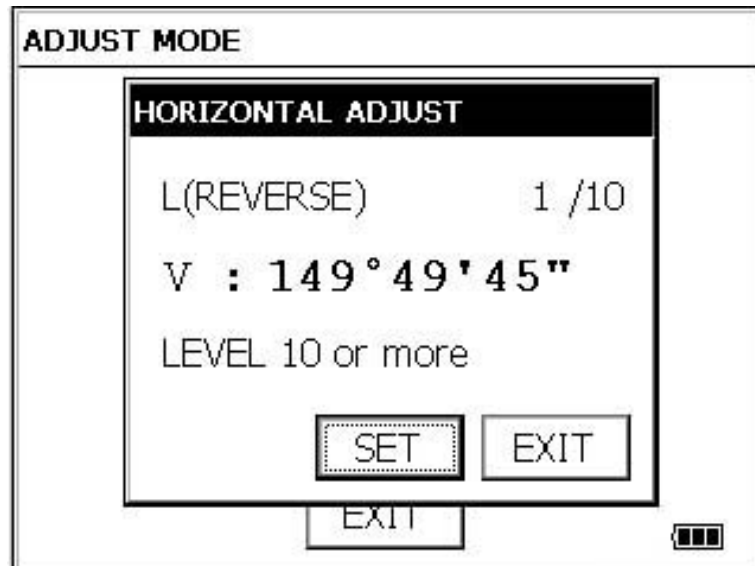 ADJUST MODE
HORIZONTAL ADJUST
L(REVERSE) 1 /10
V : 149°49'45"
LEVEL 10 or more
SET EXIT
EXIT